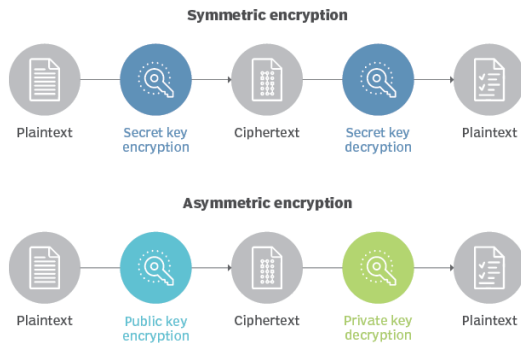 Symmetric encryption
Plaintext
Secret key
encryption
Ciphertext
Secret key
decryption
Plaintext
Asymmetric encryption
Plaintext
Public key
encryption
Ciphertext
Private key
decryption
Plaintext